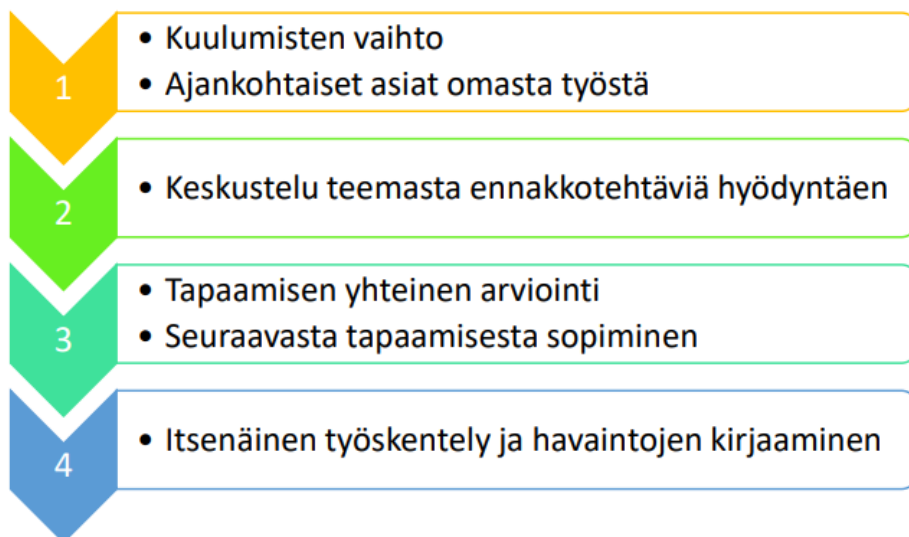 1
• Kuulumisten vaihto
• Ajankohtaiset asiat omasta työstä
2
• Keskustelu teemasta ennakkotehtäviä hyödyntäen
3
• Tapaamisen yhteinen arviointi
• Seuraavasta tapaamisesta sopiminen
4
• Itsenäinen työskentely ja havaintojen kirjaaminen